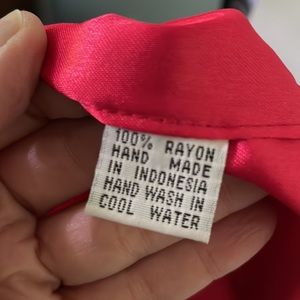 100% RAYON
HAND MADE
IN INDONESIA
HAND WASH IN
COOL WATER